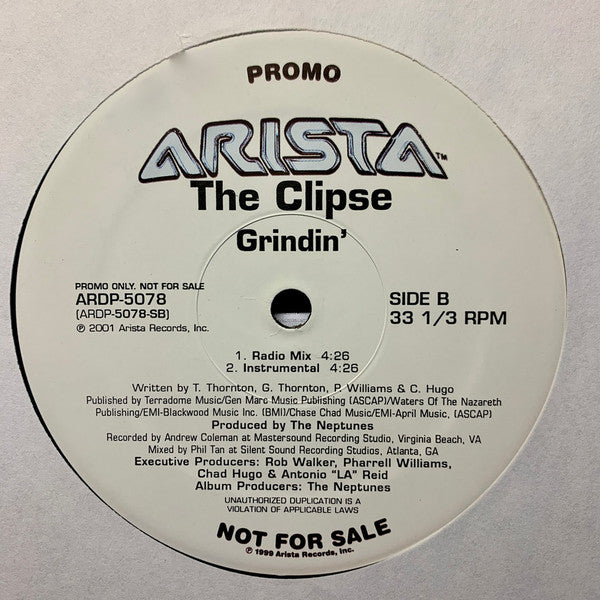 PROMO
ARISTA™
The Clipse
Grindin'
PROMO ONLY. NOT FOR SALE
ARDP-5078
(ARDP-5078-SB)
℗ 2001 Arista Records, Inc.
SIDE B
33 1/3 RPM
1. Radio Mix 4:26
2. Instrumental 4:26
Written by T. Thornton, G. Thornton, P. Williams & C. Hugo
Published by Terradome Music/Gen Marc Music Publishing (ASCAP)/Waters Of The Nazareth
Publishing/EMI-Blackwood Music Inc. (BMI)/Chase Chad Music/EMI-April Music, (ASCAP)
Produced by The Neptunes
Recorded by Andrew Coleman at Mastersound Recording Studio, Virginia Beach, VA
Mixed by Phil Tan at Silent Sound Recording Studios, Atlanta, GA
Executive Producers: Rob Walker, Pharrell Williams,
Chad Hugo & Antonio "LA" Reid
Album Producers: The Neptunes
UNAUTHORIZED DUPLICATION IS A
VIOLATION OF APPLICABLE LAWS
NOT FOR SALE
℗ 1999 Arista Records, Inc.